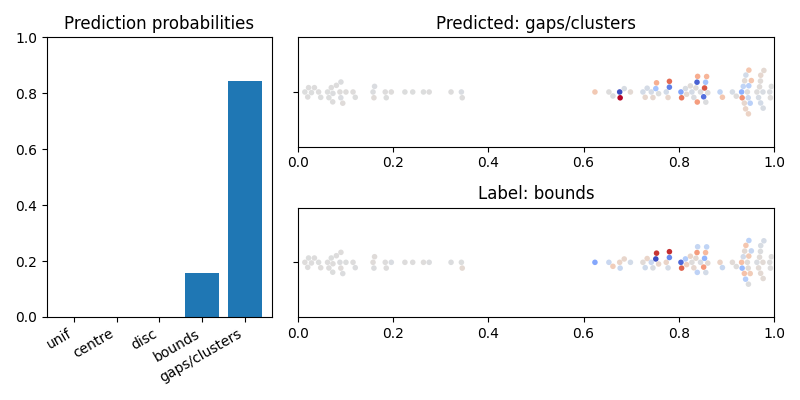 Prediction probabilities
1.0
0.8
0.6
0.4
0.2
0.0
unif
centre
disc
bounds
gaps/clusters
Predicted: gaps/clusters
0.0 0.2 0.4 0.6 0.8 1.0
Label: bounds
0.0 0.2 0.4 0.6 0.8 1.0